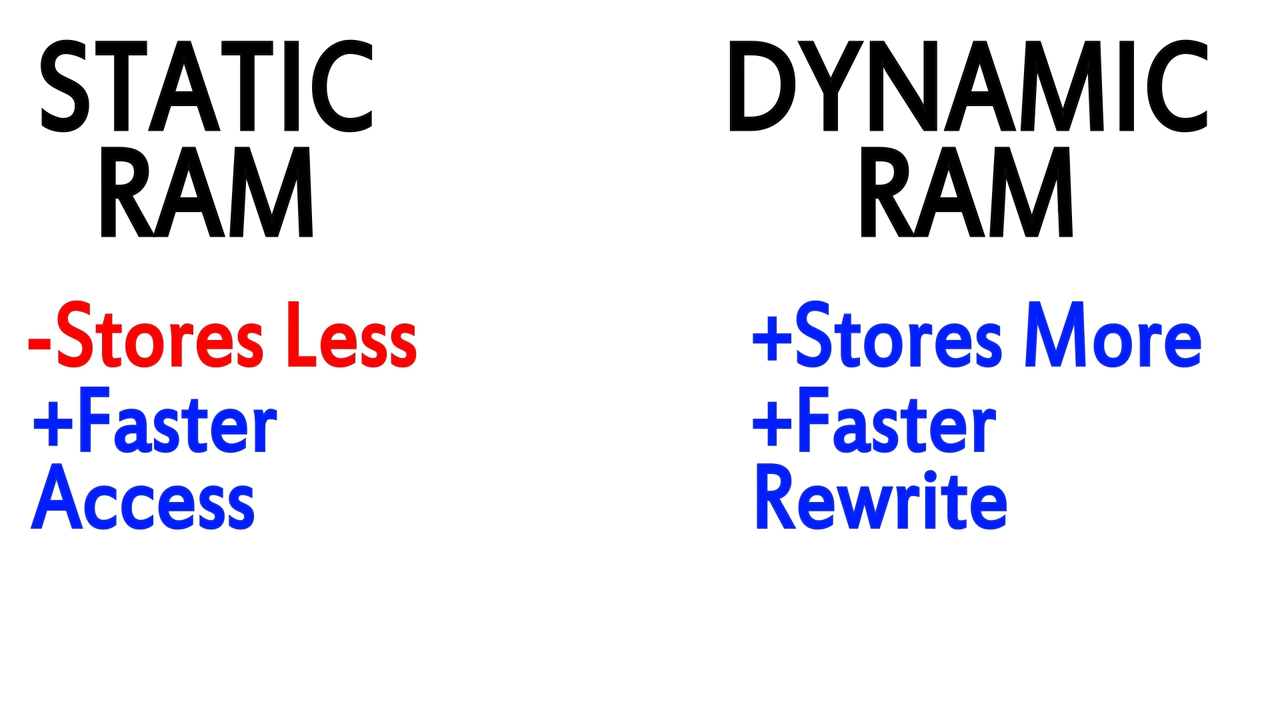 STATIC
RAM
-Stores Less
+Faster
Access
DYNAMIC
RAM
+Stores More
+Faster
Rewrite